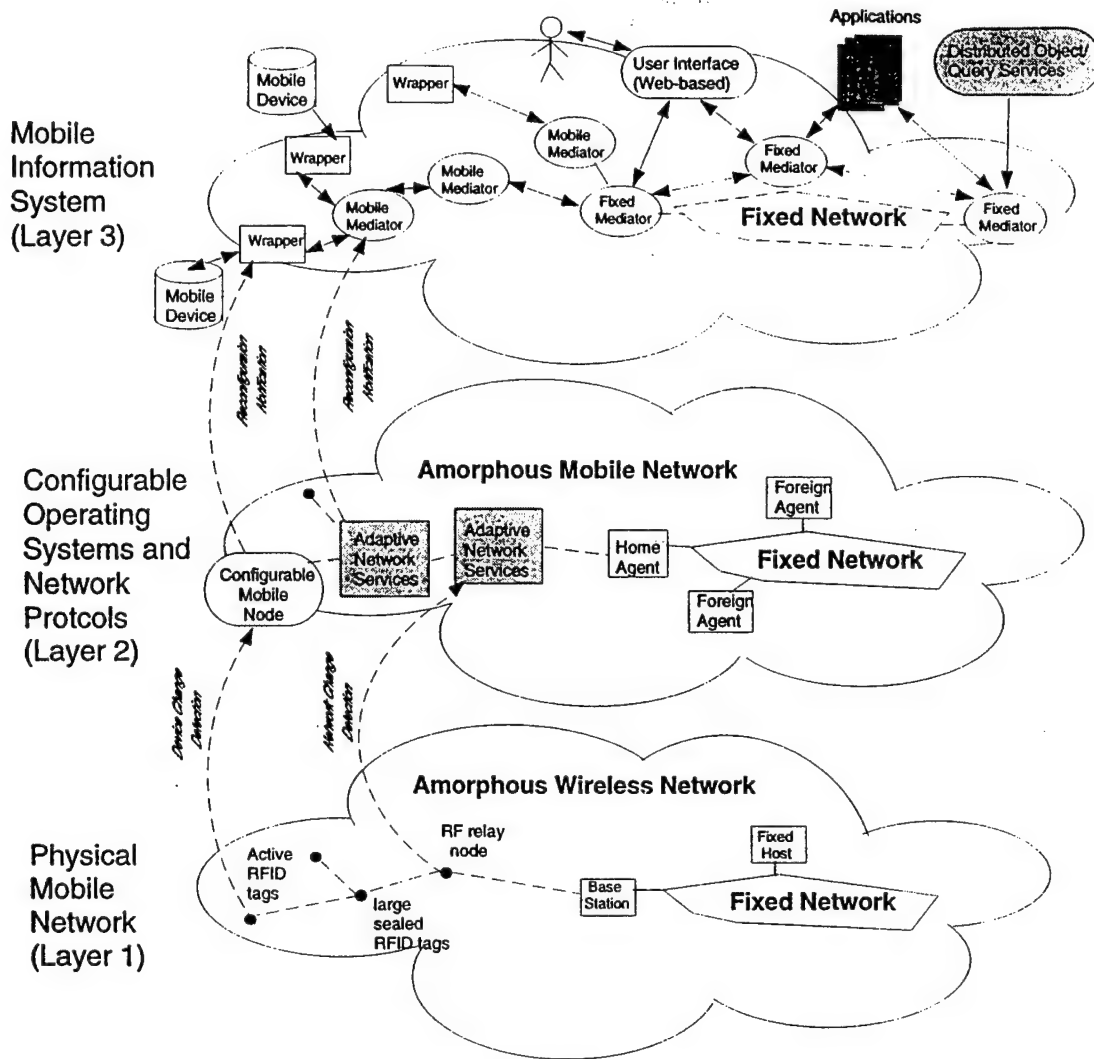 Applications
User Interface
(Web-based)
Distributed Object/
Query Services
Mobile
Device
Wrapper
Wrapper
Mobile
Mediator
Fixed
Mediator
Mobile
Mediator
Mobile
Information
System
(Layer 3)
Mobile
Mediator
Fixed
Mediator
Fixed Network
Fixed
Mediator
Wrapper
Mobile
Device
Reconfiguration
Notification
Reconfiguration
Notification
Amorphous Mobile Network
Configurable
Operating
Systems and
Network
Protcols
(Layer 2)
Foreign
Agent
Adaptive
Network
Services
Adaptive
Network
Services
Home
Agent
Fixed Network
Configurable
Mobile
Node
Foreign
Agent
Device Change
Detection
Network Change
Detection
Amorphous Wireless Network
RF relay
node
Fixed
Host
Physical
Mobile
Network
(Layer 1)
Active
RFID
tags
Base
Station
Fixed Network
large
sealed
RFID tags